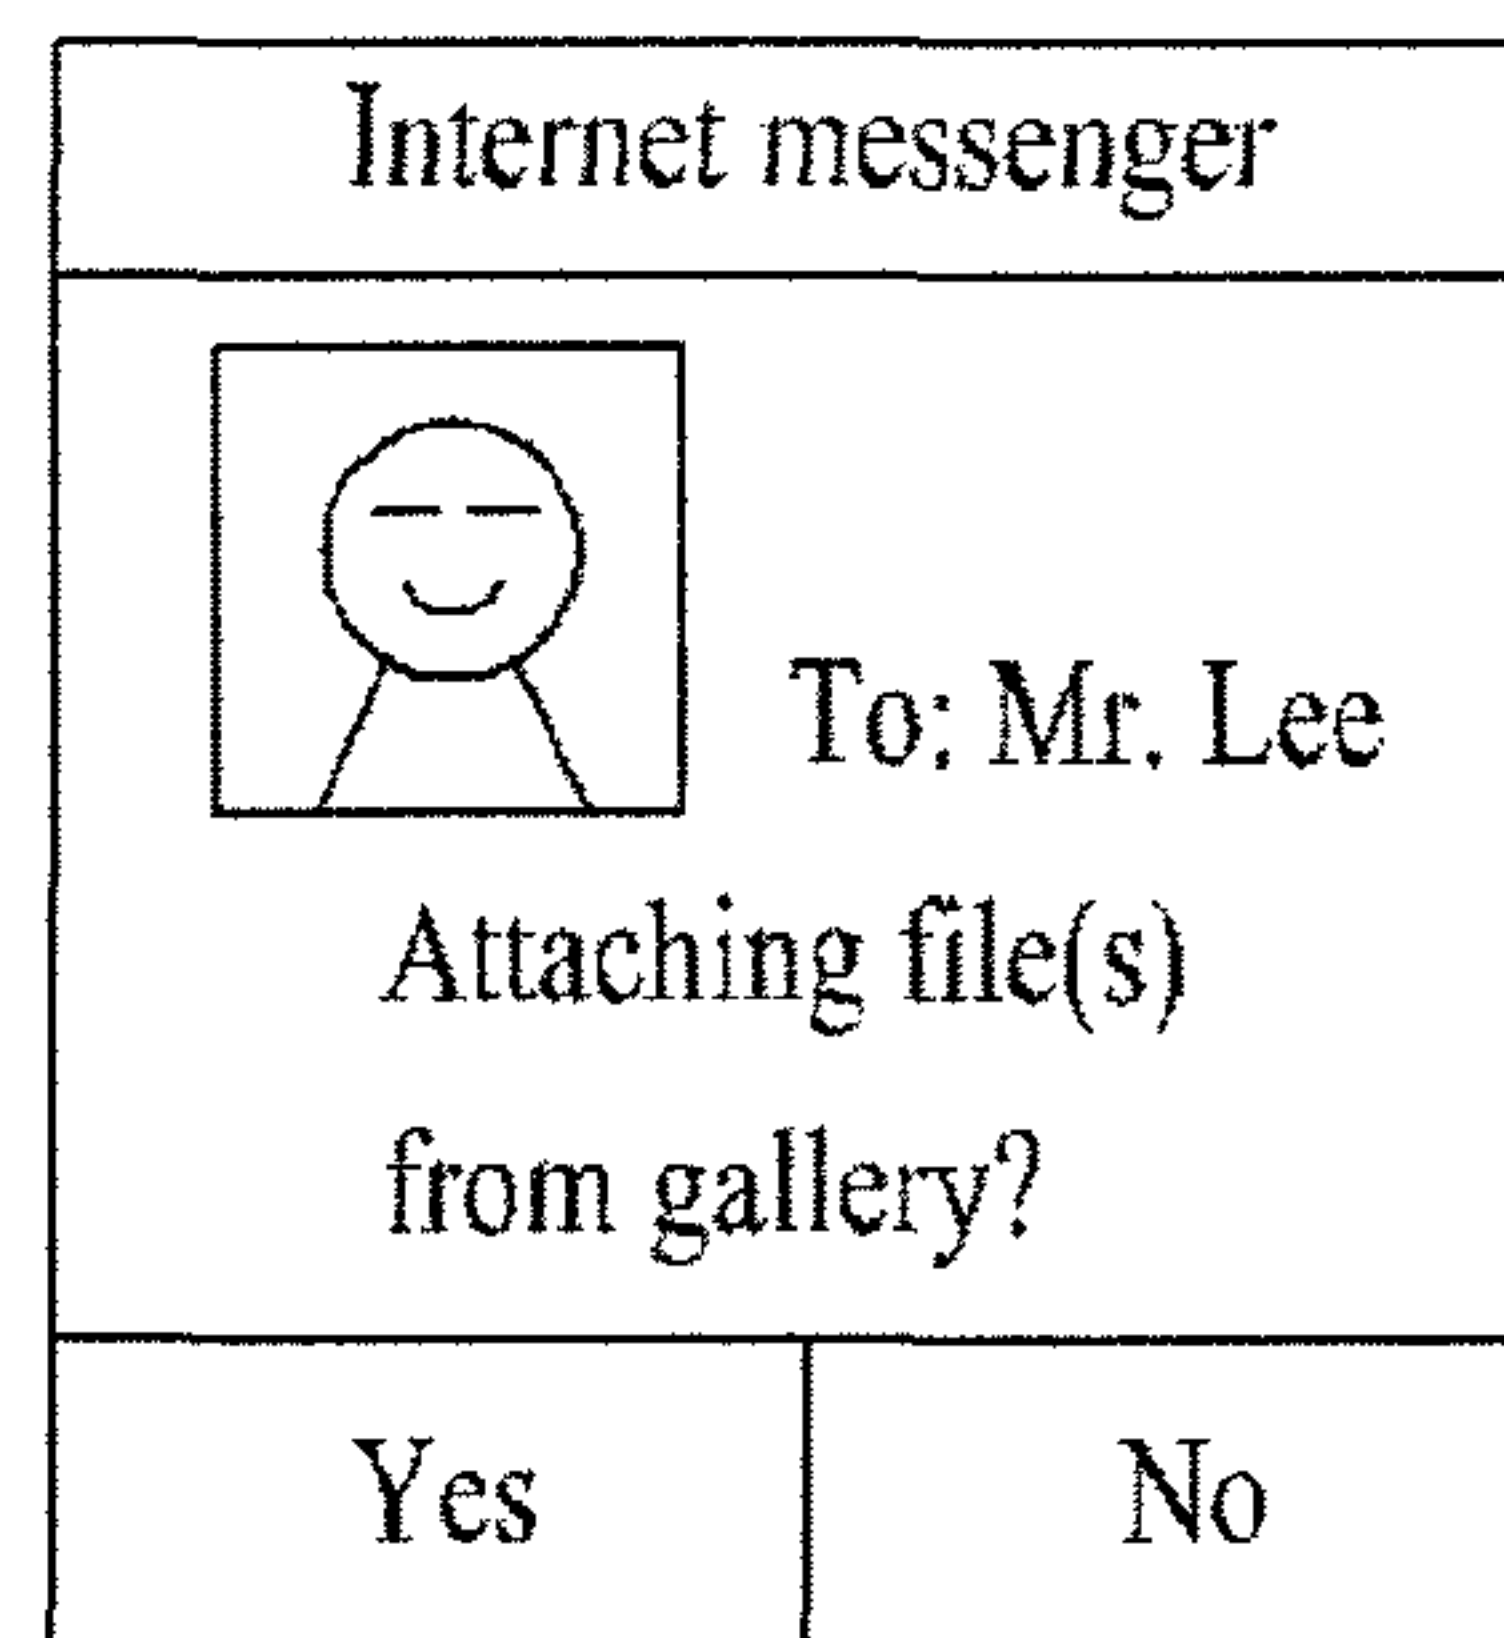 Internet messenger
To: Mr. Lee
Attaching file(s)
from gallery?
Yes
No